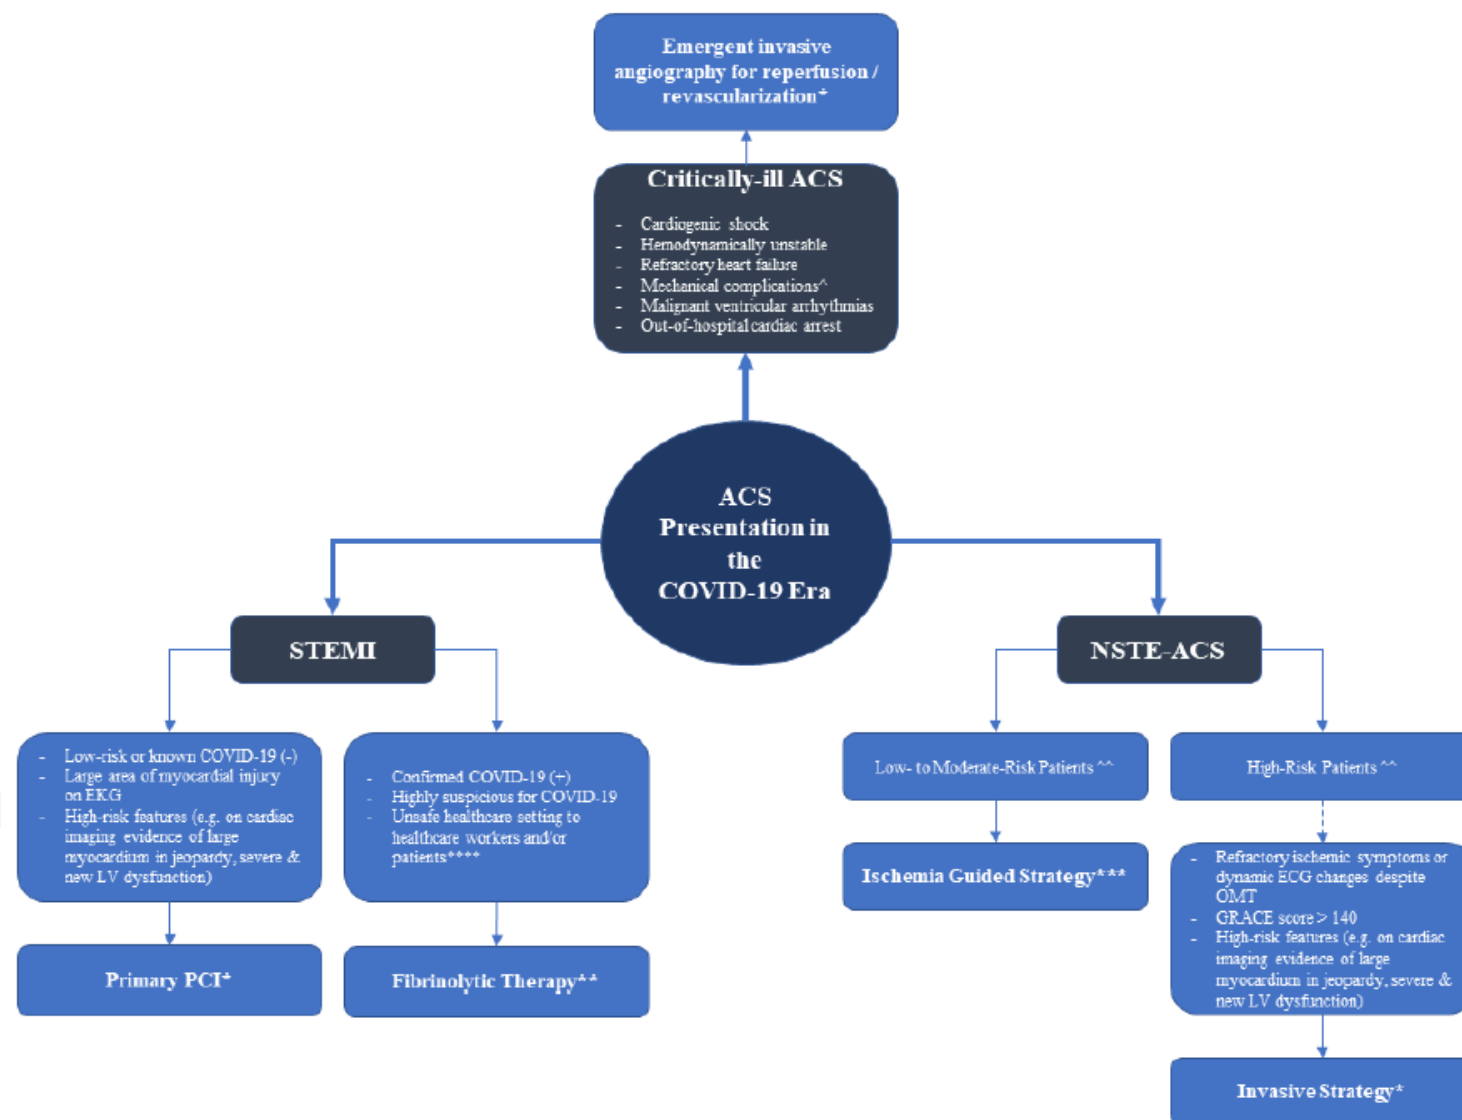 Emergent invasive
angiography for reperfusion /
revascularization*
Critically-ill ACS
- Cardiogenic shock
- Hemodynamically unstable
- Refractory heart failure
- Mechanical complications^
- Malignant ventricular arrhythmias
- Out-of-hospital cardiac arrest
ACS
Presentation in
the
COVID-19 Era
STEMI
NSTE-ACS
- Low-risk or known COVID-19 (-)
- Large area of myocardial injury
on EKG
- High-risk features (e.g. on cardiac
imaging evidence of large
myocardium in jeopardy, severe &
new LV dysfunction)
- Confirmed COVID-19 (+)
- Highly suspicious for COVID-19
- Unsafe healthcare setting to
healthcare workers and/or
patients****
Low- to Moderate-Risk Patients ^^
High-Risk Patients ^^
Primary PCI*
Fibrinolytic Therapy**
Ischemia Guided Strategy***
- Refractory ischemic symptoms or
dynamic ECG changes despite
OMT
- GRACE score > 140
- High-risk features (e.g. on cardiac
imaging evidence of large
myocardium in jeopardy, severe &
new LV dysfunction)
Invasive Strategy*